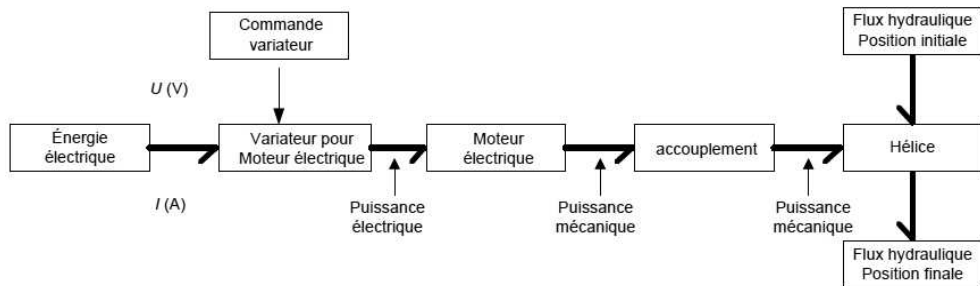 Commande
variateur
Flux hydraulique
Position initiale
U (V)
Énergie
électrique
Variateur pour
Moteur électrique
Moteur
électrique
accouplement
Hélice
I (A)
Puissance
électrique
Puissance
mécanique
Puissance
mécanique
Flux hydraulique
Position finale